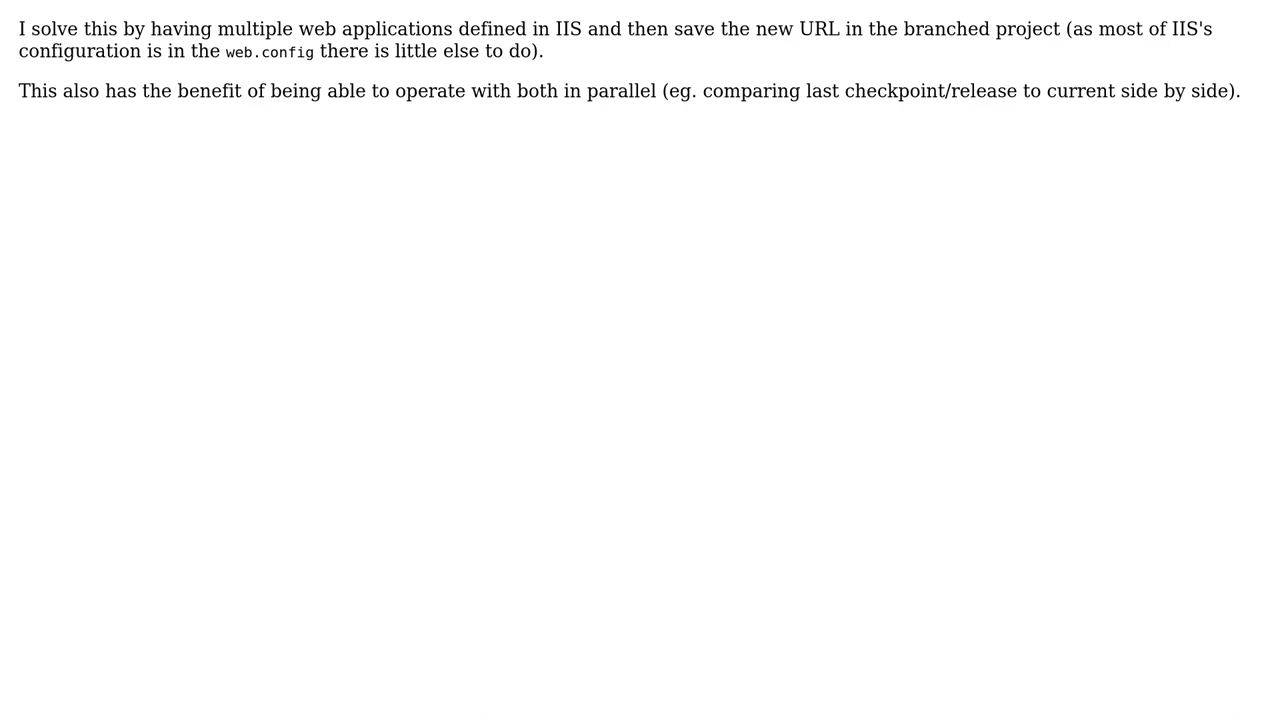 I solve this by having multiple web applications defined in IIS and then save the new URL in the branched project (as most of IIS's
configuration is in the web.config there is little else to do).
This also has the benefit of being able to operate with both in parallel (eg. comparing last checkpoint/release to current side by side).